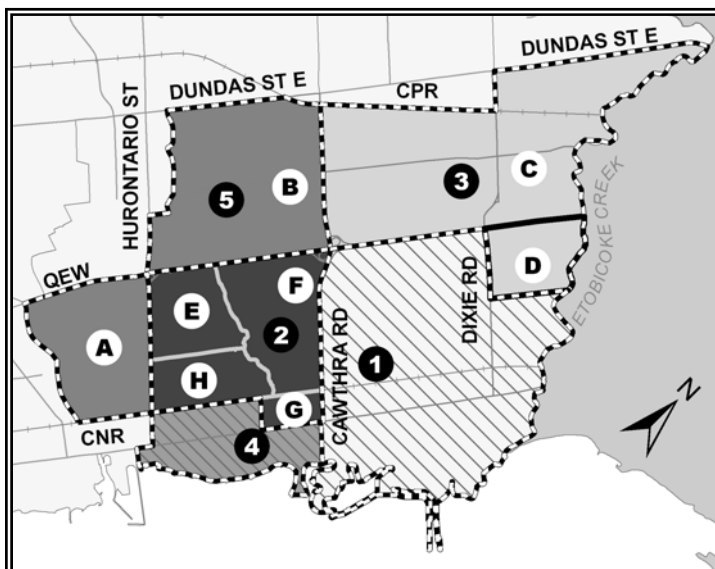 DUNDAS ST E
DUNDAS ST E
CPR
HURONTARIO ST
B
5
3
C
QEW
D
ETOBICOKE CREEK
E
F
A
2
DIXIE RD
CAWTHRA RD
1
H
G
CNR
4
N